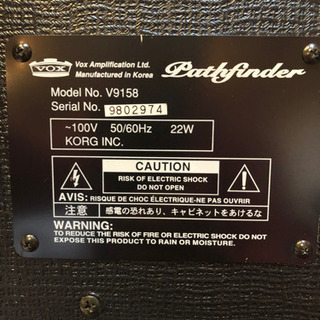 VOX
Vox Amplification Ltd.
Manufactured in Korea
Pathfinder
Model No. V9158
Serial No. 9802974
~100V 50/60Hz 22W
KORG INC.
CAUTION
RISK OF ELECTRIC SHOCK
DO NOT OPEN
AVIS: RISQUE DE CHOC ÉLECTRIQUE-NE PAS OUVRIR
注意 感電の恐れあり、キャビネットをあけるな
WARNING:
TO REDUCE THE RISK OF FIRE OR ELECTRIC SHOCK DO NOT
EXPOSE THIS PRODUCT TO RAIN OR MOISTURE.